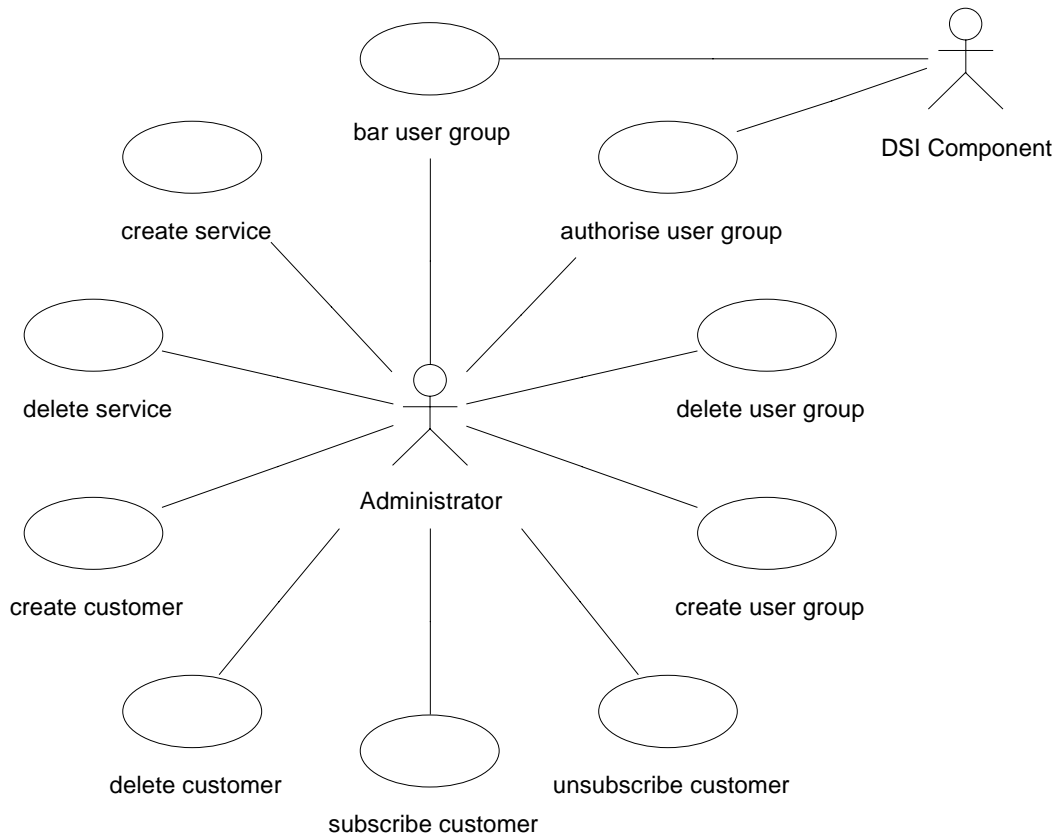 bar user group
DSI Component
create service
authorise user group
delete service
delete user group
Administrator
create customer
create user group
delete customer
unsubscribe customer
subscribe customer